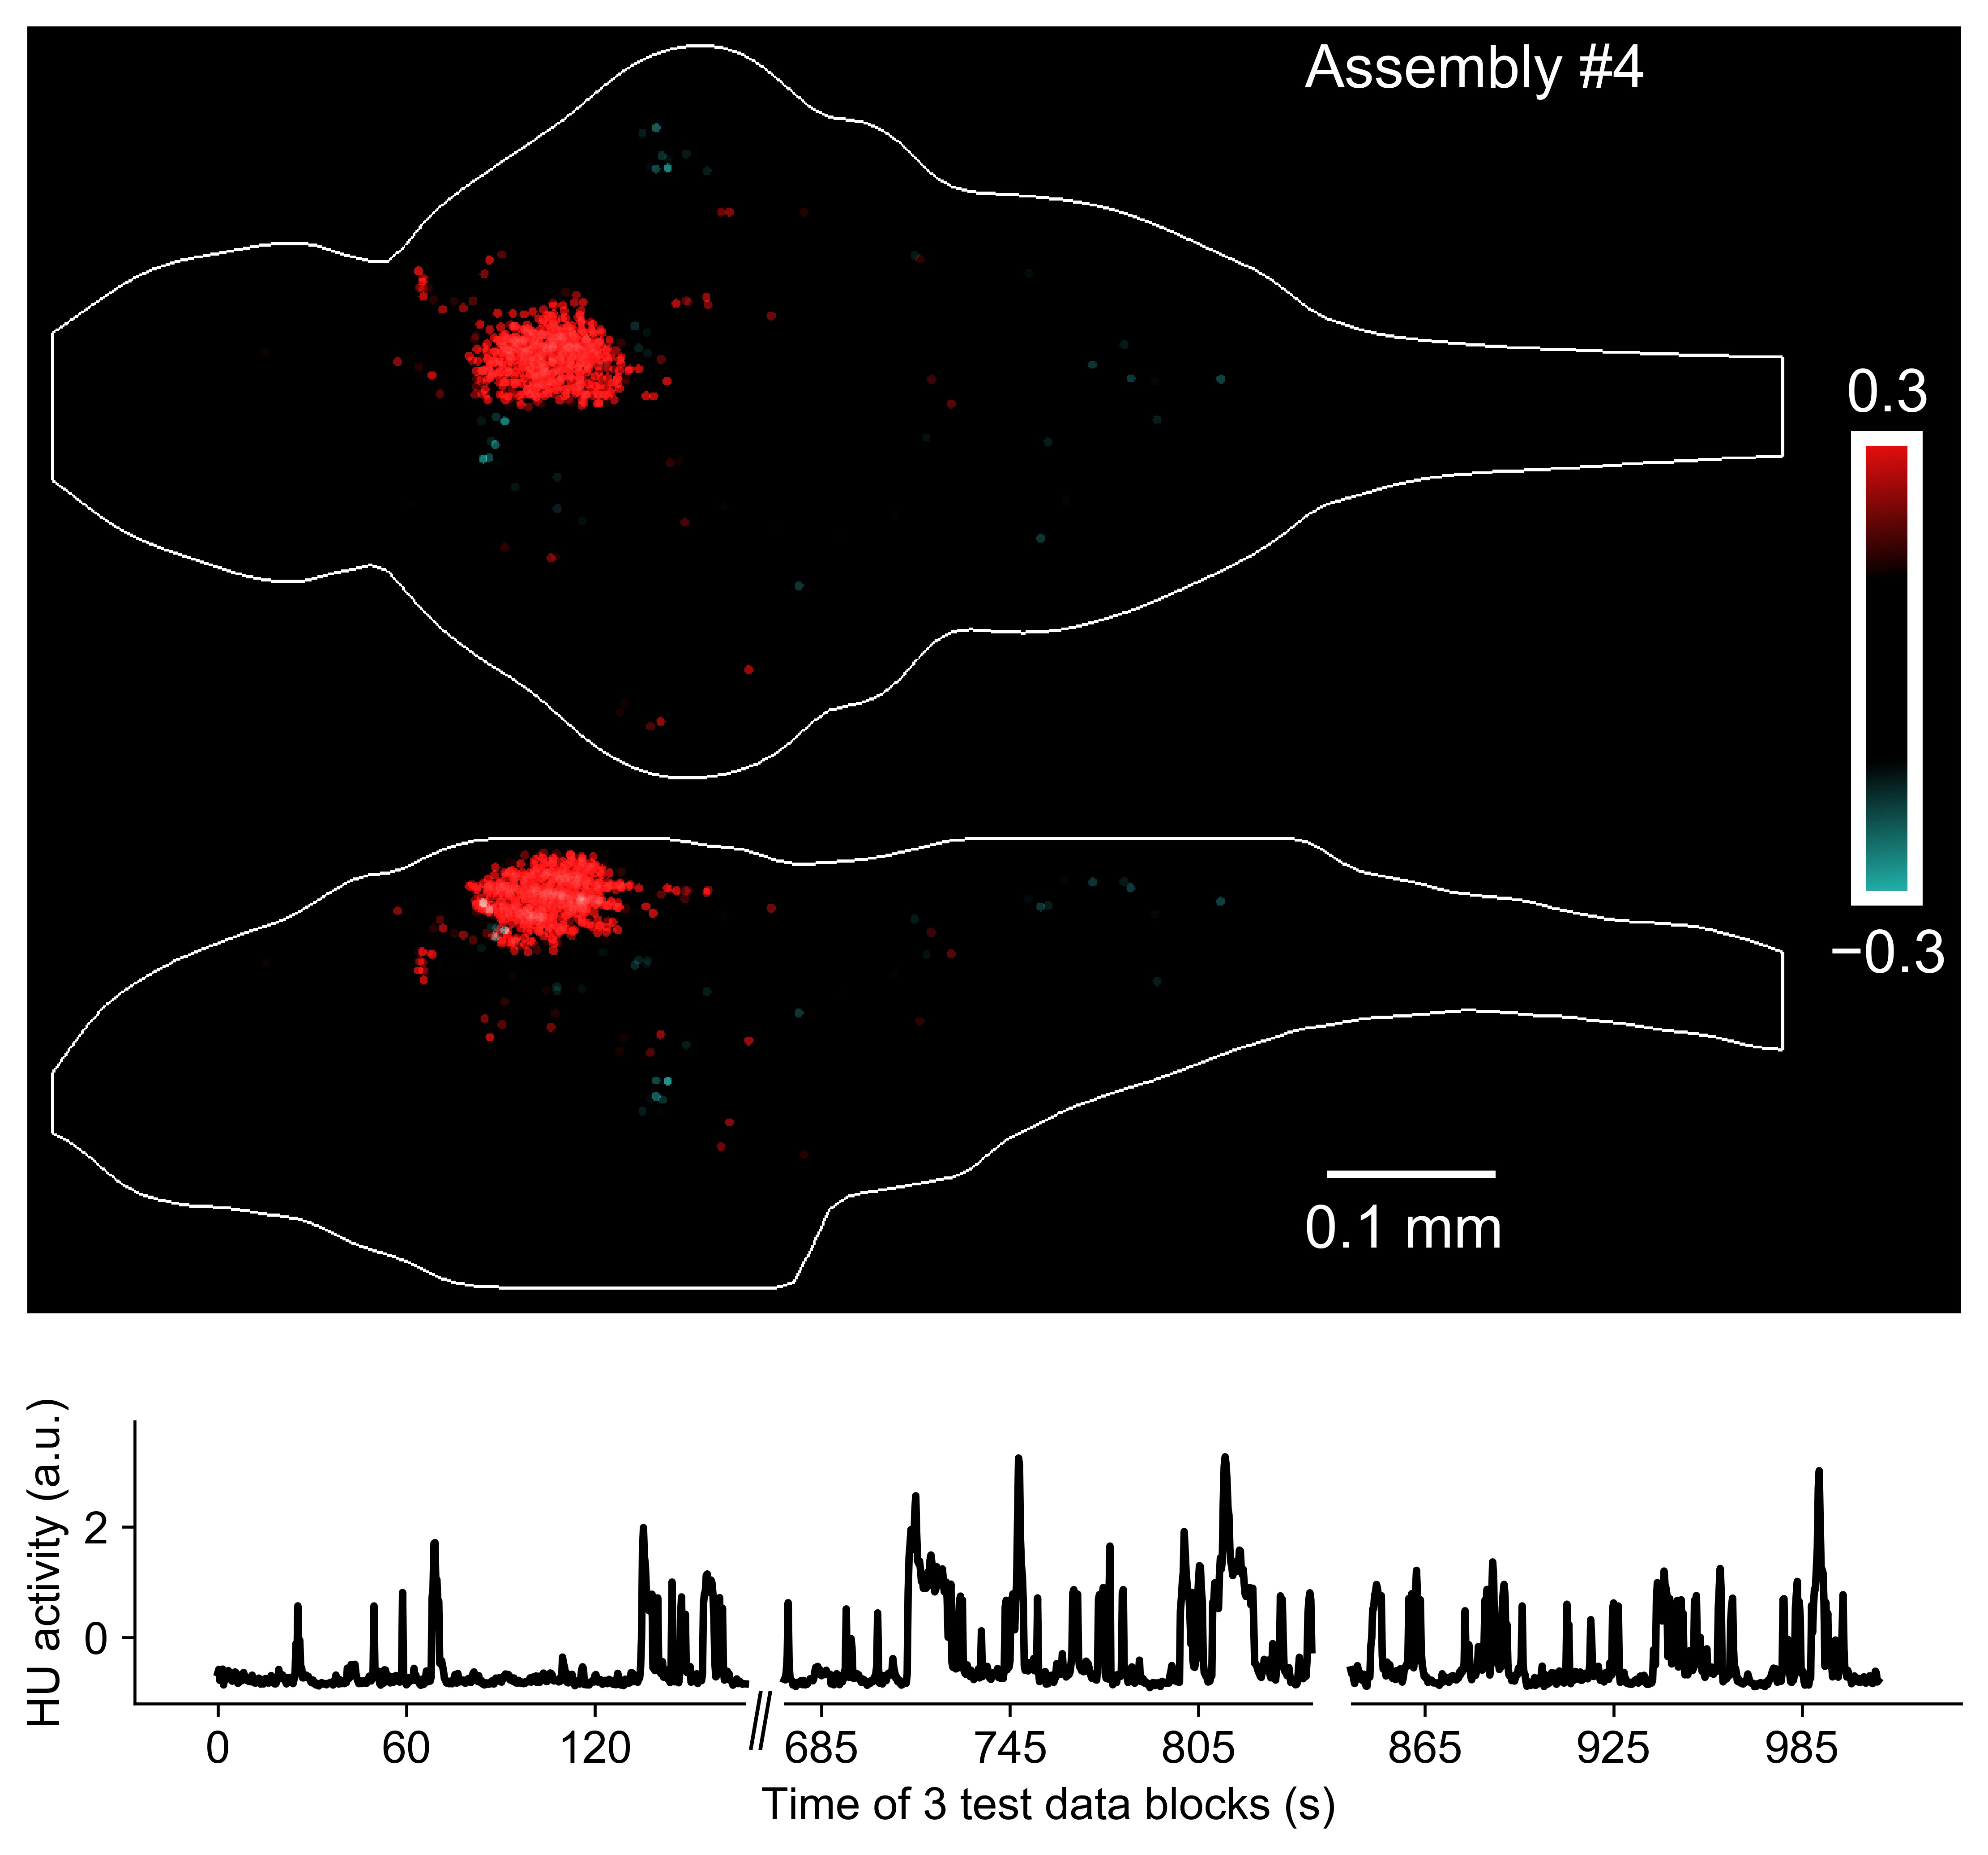 Assembly #4
0.3
−0.3
0.1 mm
HU activity (a.u.)
2
0
0 60 120 685 745 805 865 925 985
Time of 3 test data blocks (s)